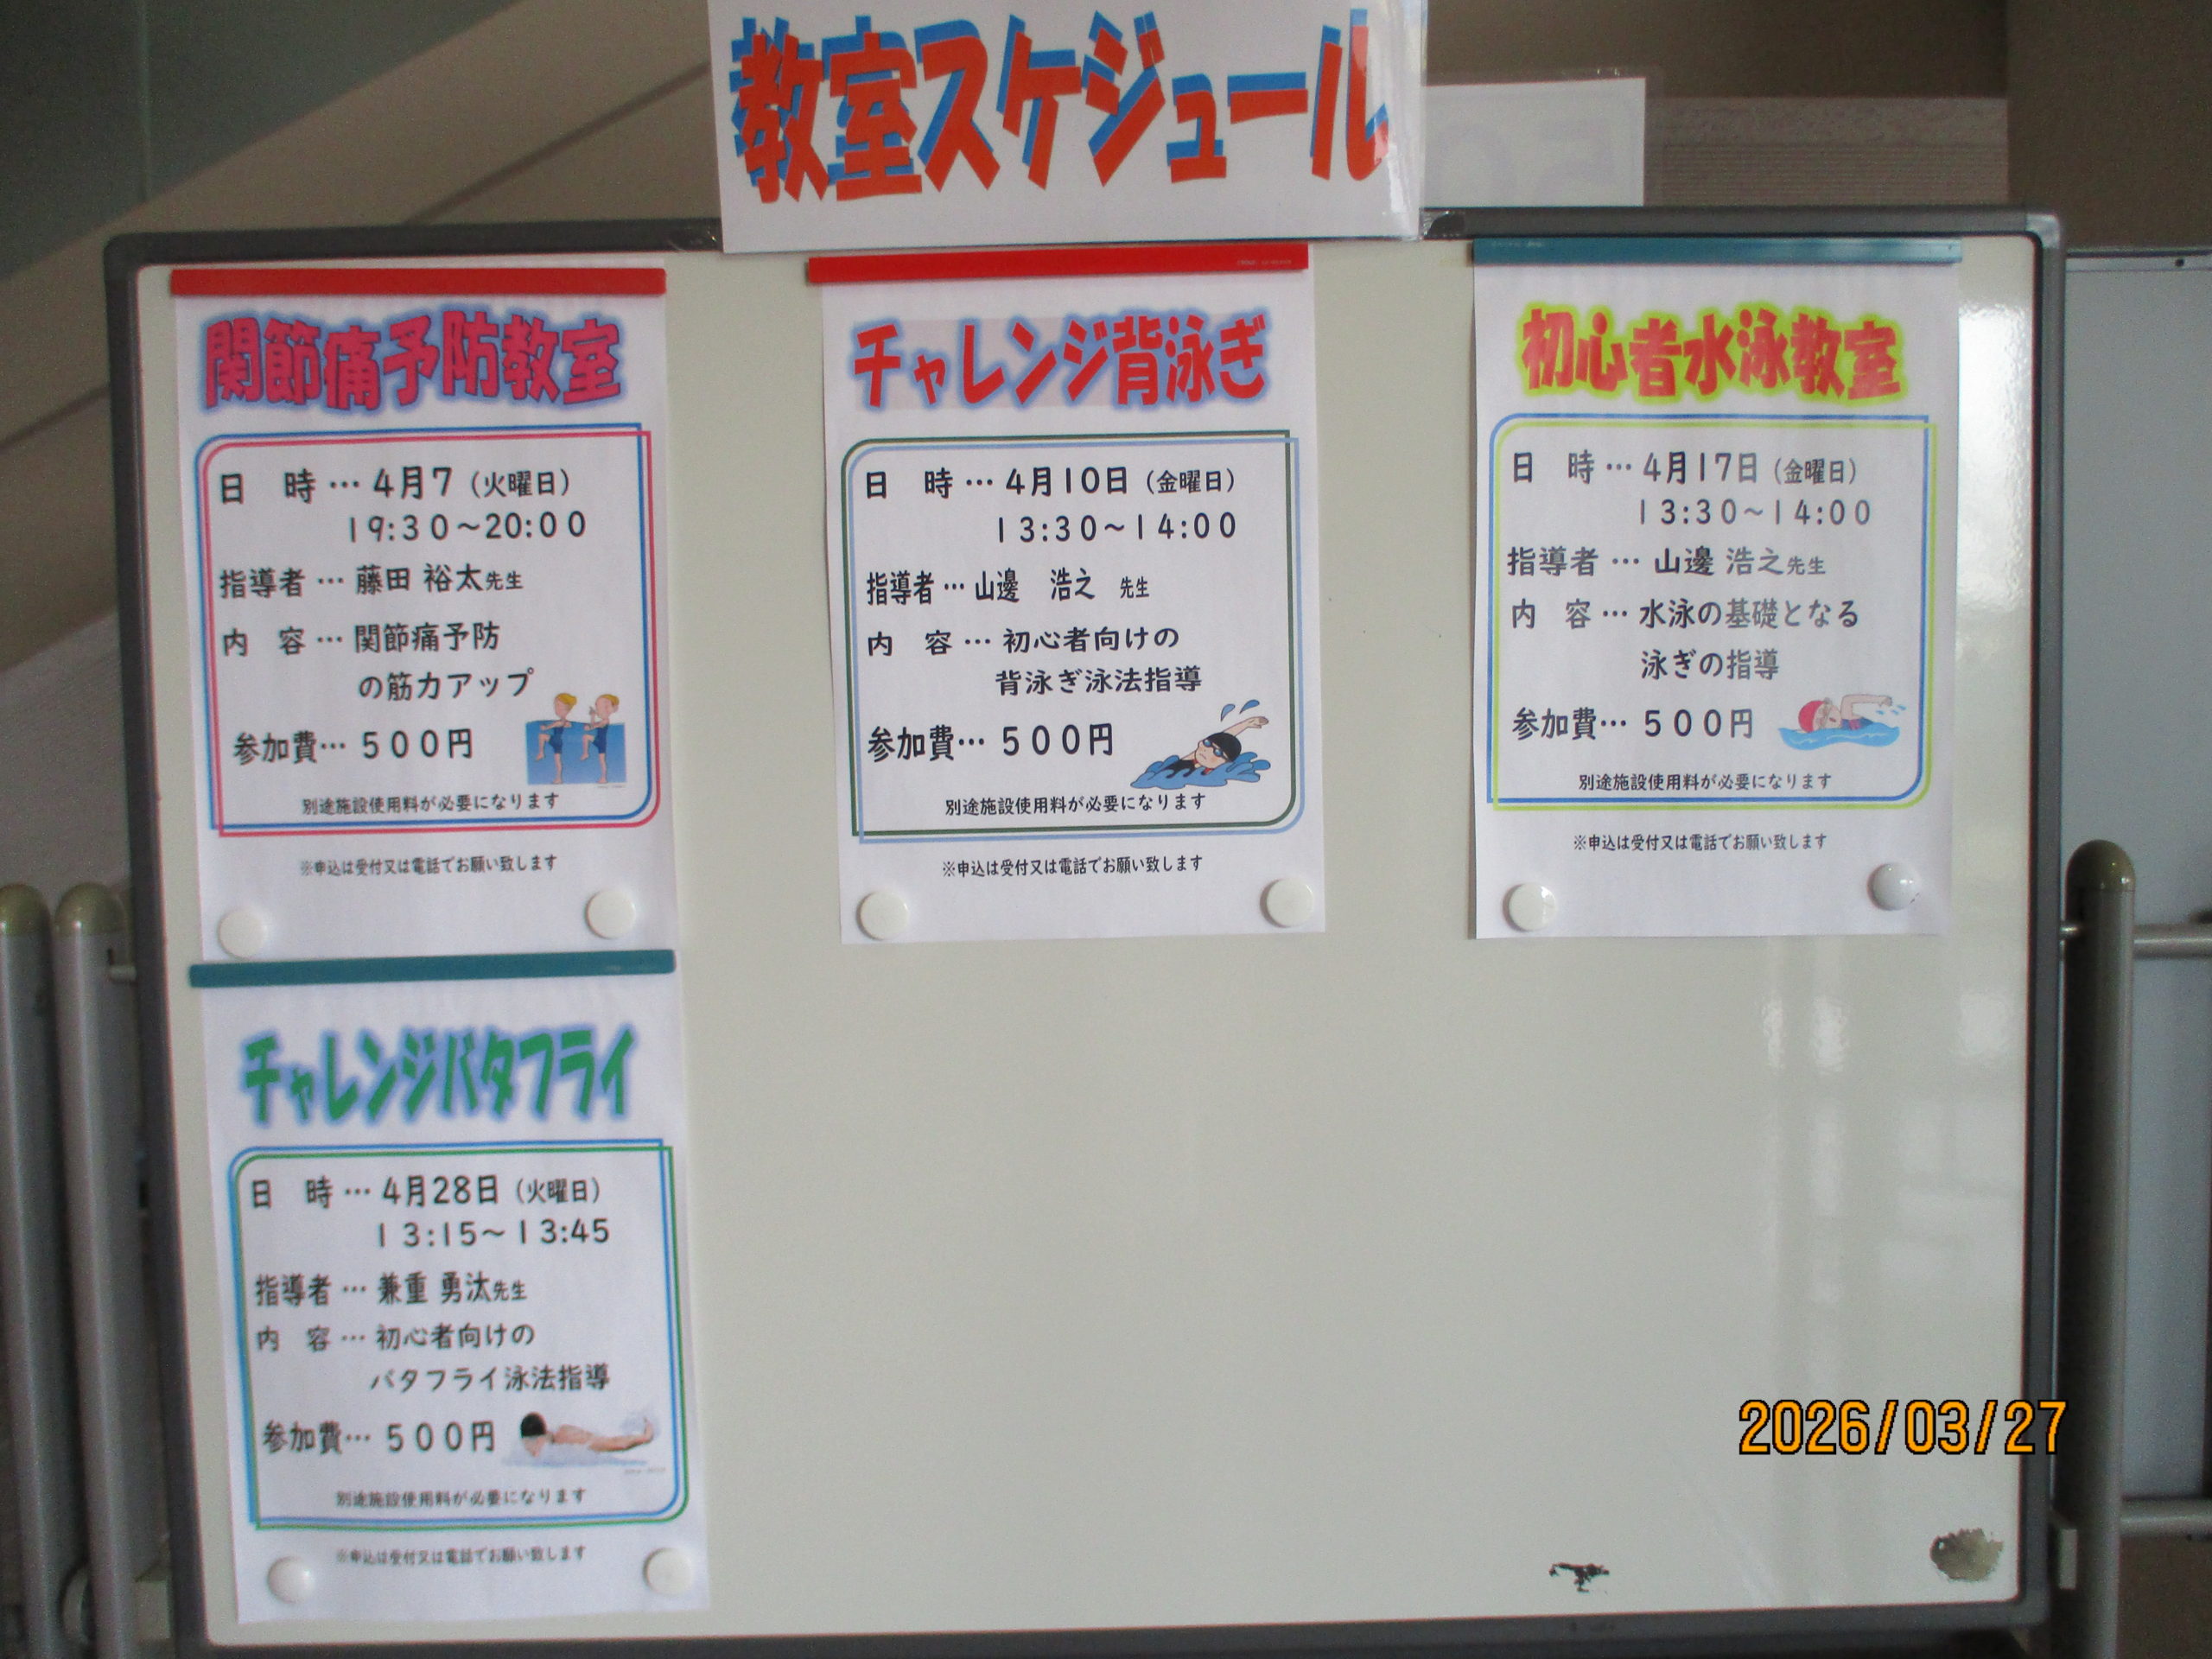 教室スケジュール
関節痛予防教室
日 時…4月7（火曜日）
19:30～20:00
指導者…藤田 裕太先生
内 容…関節痛予防
の筋力アップ
参加費…500円
別途施設使用料が必要になります
※申込は受付又は電話でお願い致します
チャレンジ背泳ぎ
日 時…4月10日（金曜日）
13:30～14:00
指導者…山邊 浩之 先生
内 容…初心者向けの
背泳ぎ泳法指導
参加費…500円
別途施設使用料が必要になります
※申込は受付又は電話でお願い致します
初心者水泳教室
日 時…4月17日（金曜日）
13:30～14:00
指導者…山邊 浩之先生
内 容…水泳の基礎となる
泳ぎの指導
参加費…500円
別途施設使用料が必要になります
※申込は受付又は電話でお願い致します
チャレンジバタフライ
日 時…4月28日（火曜日）
13:15～13:45
指導者…兼重 勇汰先生
内 容…初心者向けの
バタフライ泳法指導
参加費…500円
別途施設使用料が必要になります
※申込は受付又は電話でお願い致します
2026/03/27